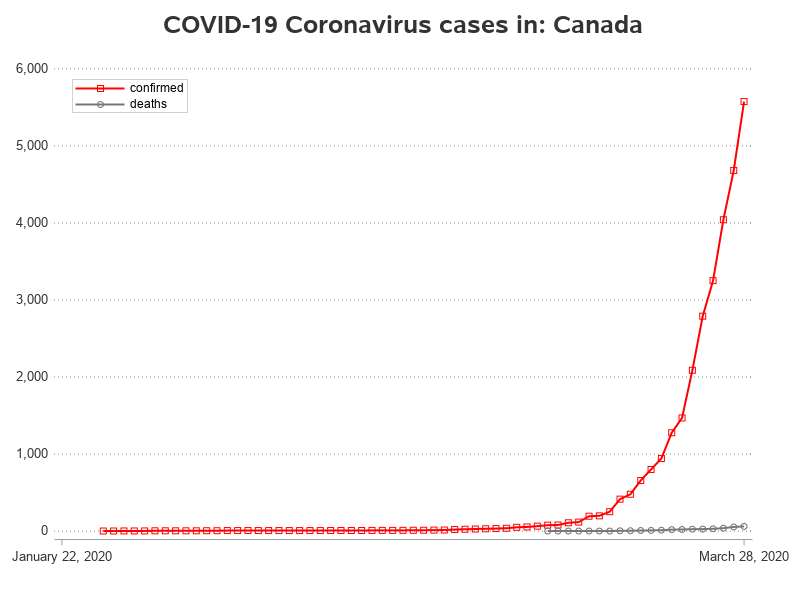 COVID-19 Coronavirus cases in: Canada
6,000
confirmed
deaths
5,000
4,000
3,000
2,000
1,000
0
January 22, 2020
March 28, 2020